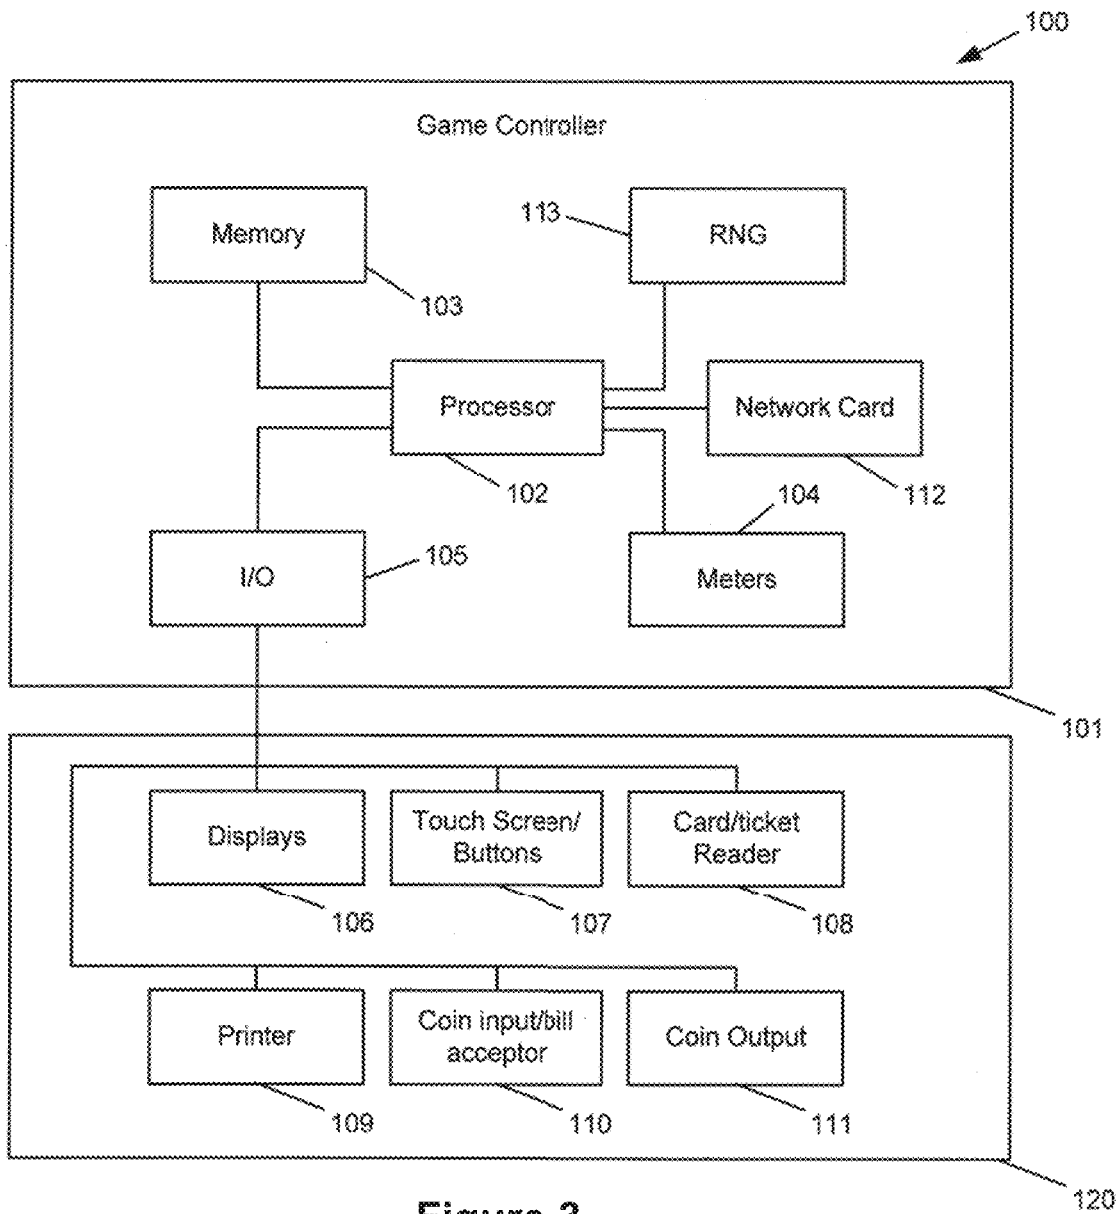 100
Game Controller
Memory
113
RNG
103
Processor
Network Card
102
104
112
I/O
105
Meters
101
Displays
Touch Screen/
Buttons
Card/ticket
Reader
106
107
108
Printer
Coin input/bill
acceptor
Coin Output
109
110
111
120